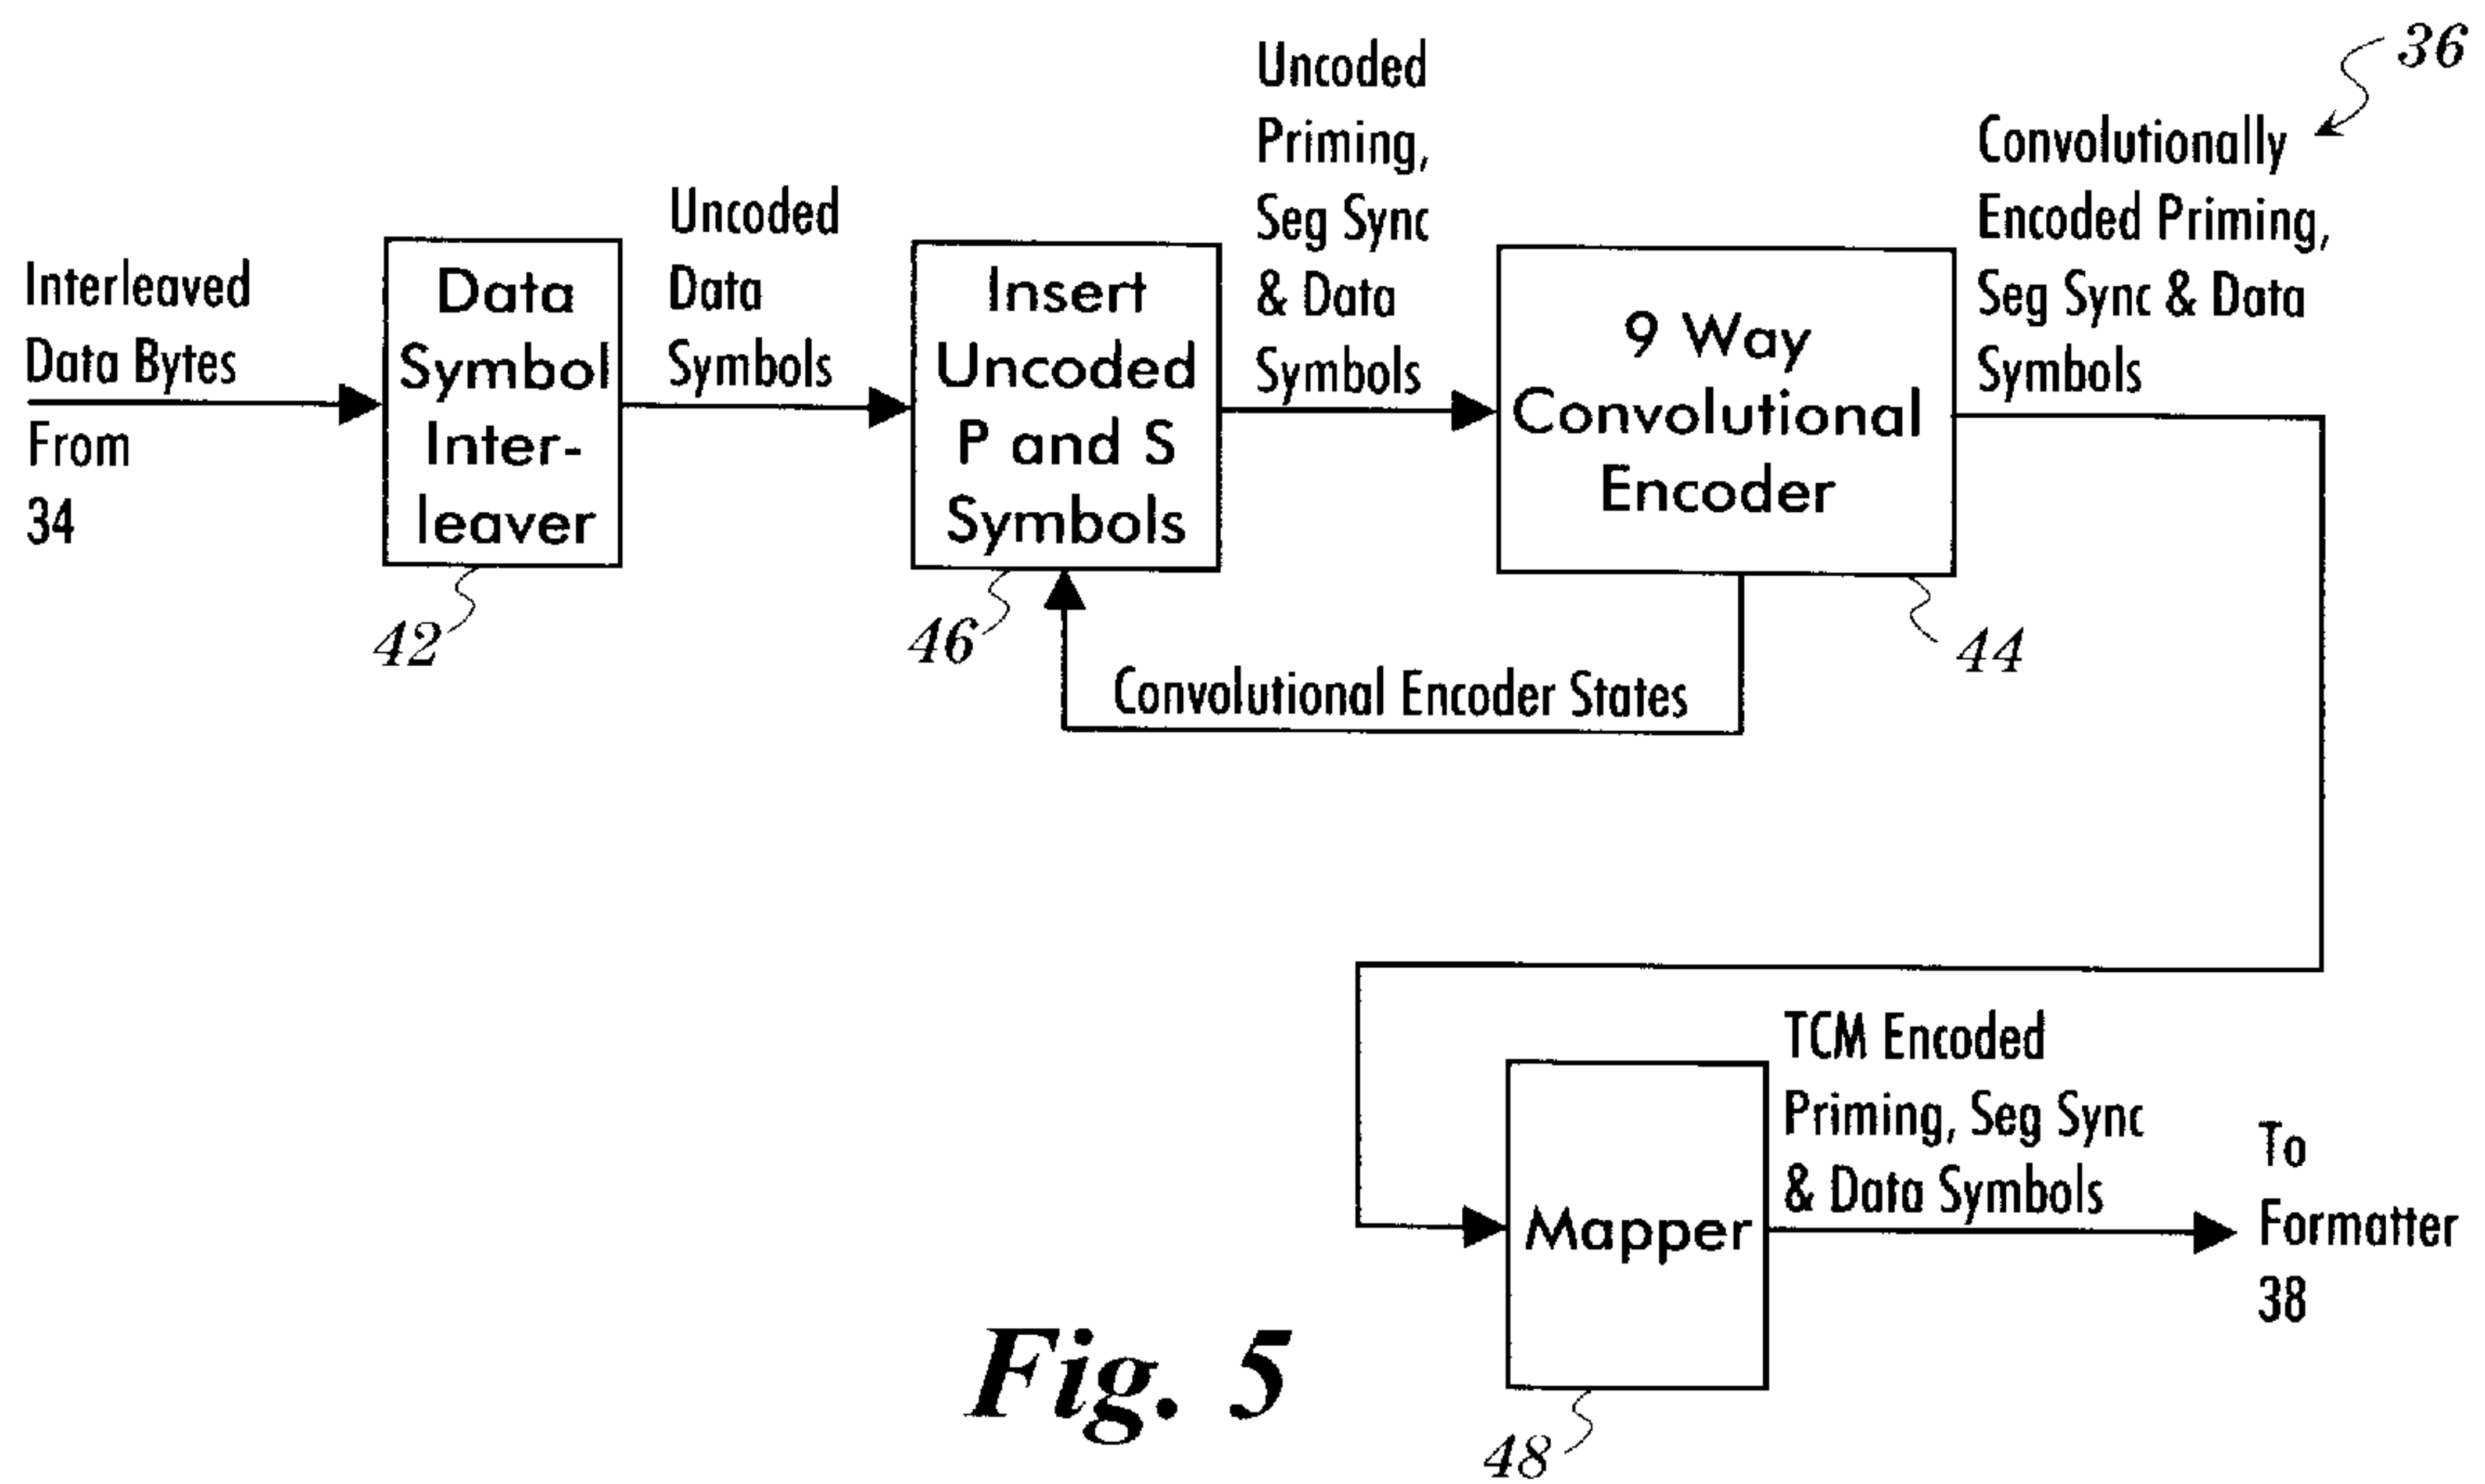 36
Interleaved
Data Bytes
From
34
Data
Symbol
Inter-
leaver
42
Uncoded
Data
Symbols
Insert
Uncoded
P and S
Symbols
46
Uncoded
Priming,
Seg Sync
& Data
Symbols
9 Way
Convolutional
Encoder
44
Convolutional Encoder States
Convolutionally
Encoded Priming,
Seg Sync & Data
Symbols
Mapper
48
TCM Encoded
Priming, Seg Sync
& Data Symbols
To
Formatter
38
Fig. 5